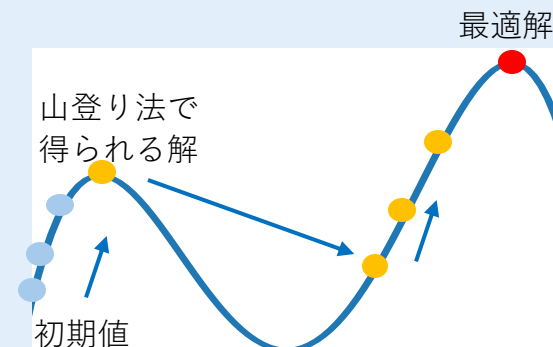 最適解
山登り法で
得られる解
初期値